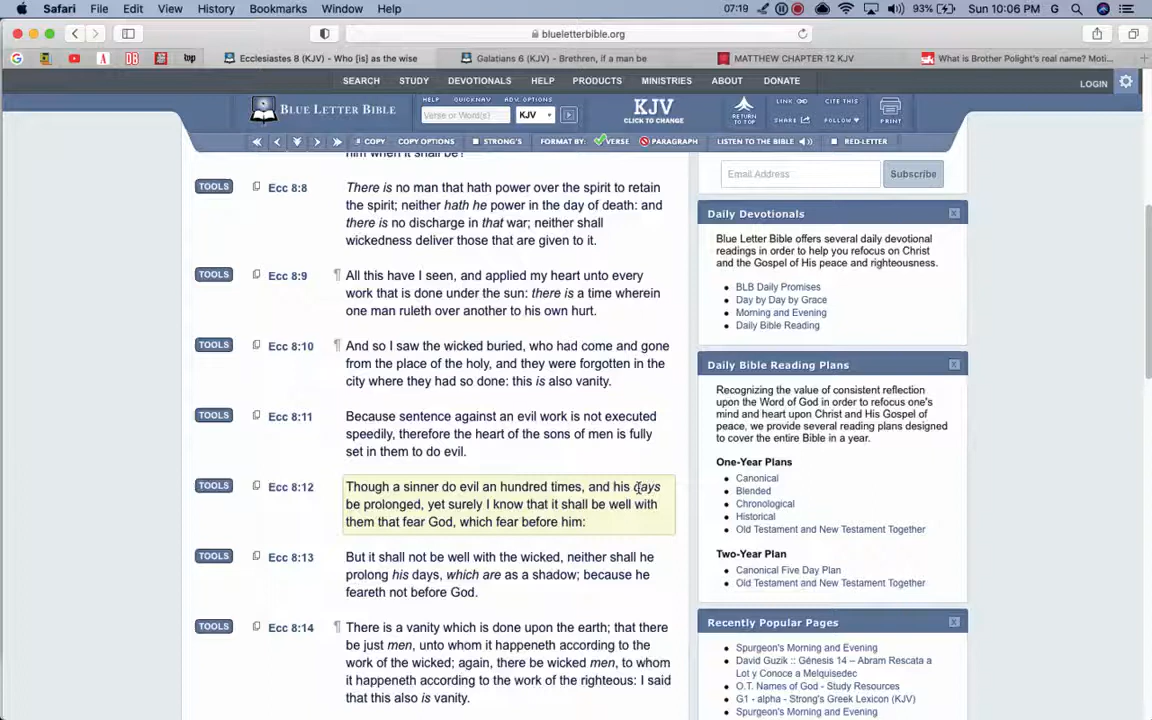 Safari File Edit View History Bookmarks Window Help 07:19 93% Sun 10:06 PM G
blueletterbible.org
Ecclesiastes 8 (KJV) - Who [is] as the wise Galatians 6 (KJV) - Brethren, if a man be MATTHEW CHAPTER 12 KJV What is Brother Polight's real name? Moti...
SEARCH STUDY DEVOTIONALS HELP PRODUCTS MINISTRIES ABOUT DONATE LOGIN
BLUE LETTER BIBLE
HELP QUICKNAV ADV. OPTIONS
Verse or Word(s) KJV
KJV
CLICK TO CHANGE
RETURN TO TOP
LINK CITE THIS
SHARE FOLLOW PRINT
COPY COPY OPTIONS STRONG'S FORMAT BY: VERSE PARAGRAPH LISTEN TO THE BIBLE RED-LETTER
him when it shall be?
TOOLS Ecc 8:8 There is no man that hath power over the spirit to retain
the spirit; neither hath he power in the day of death: and
there is no discharge in that war; neither shall
wickedness deliver those that are given to it.
TOOLS Ecc 8:9 ¶ All this have I seen, and applied my heart unto every
work that is done under the sun: there is a time wherein
one man ruleth over another to his own hurt.
TOOLS Ecc 8:10 ¶ And so I saw the wicked buried, who had come and gone
from the place of the holy, and they were forgotten in the
city where they had so done: this is also vanity.
TOOLS Ecc 8:11 Because sentence against an evil work is not executed
speedily, therefore the heart of the sons of men is fully
set in them to do evil.
TOOLS Ecc 8:12 Though a sinner do evil an hundred times, and his days
be prolonged, yet surely I know that it shall be well with
them that fear God, which fear before him:
TOOLS Ecc 8:13 But it shall not be well with the wicked, neither shall he
prolong his days, which are as a shadow; because he
feareth not before God.
TOOLS Ecc 8:14 ¶ There is a vanity which is done upon the earth; that there
be just men, unto whom it happeneth according to the
work of the wicked; again, there be wicked men, to whom
it happeneth according to the work of the righteous: I said
that this also is vanity.
Email Address Subscribe
Daily Devotionals
Blue Letter Bible offers several daily devotional
readings in order to help you refocus on Christ
and the Gospel of His peace and righteousness.
BLB Daily Promises
Day by Day by Grace
Morning and Evening
Daily Bible Reading
Daily Bible Reading Plans
Recognizing the value of consistent reflection
upon the Word of God in order to refocus one's
mind and heart upon Christ and His Gospel of
peace, we provide several reading plans designed
to cover the entire Bible in a year.
One-Year Plans
Canonical
Blended
Chronological
Historical
Old Testament and New Testament Together
Two-Year Plan
Canonical Five Day Plan
Old Testament and New Testament Together
Recently Popular Pages
Spurgeon's Morning and Evening
David Guzik :: Génesis 14 – Abram Rescata a
Lot y Conoce a Melquisedec
O.T. Names of God - Study Resources
G1 - alpha - Strong's Greek Lexicon (KJV)
Spurgeon's Morning and Evening